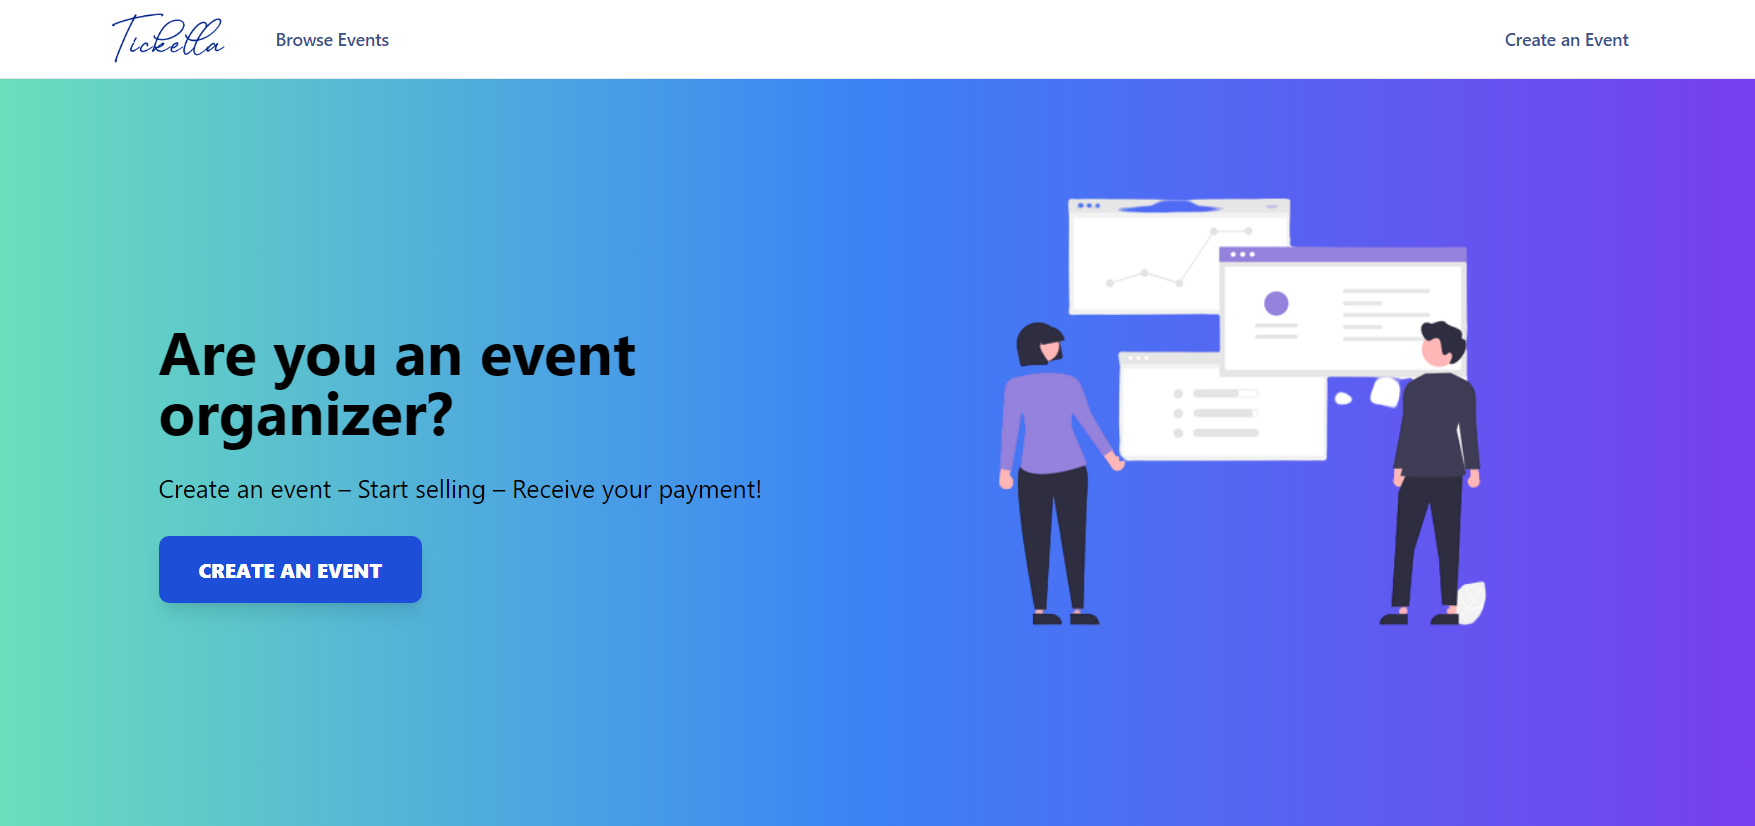 Tickella
Browse Events
Create an Event
Are you an event
organizer?
Create an event – Start selling – Receive your payment!
CREATE AN EVENT